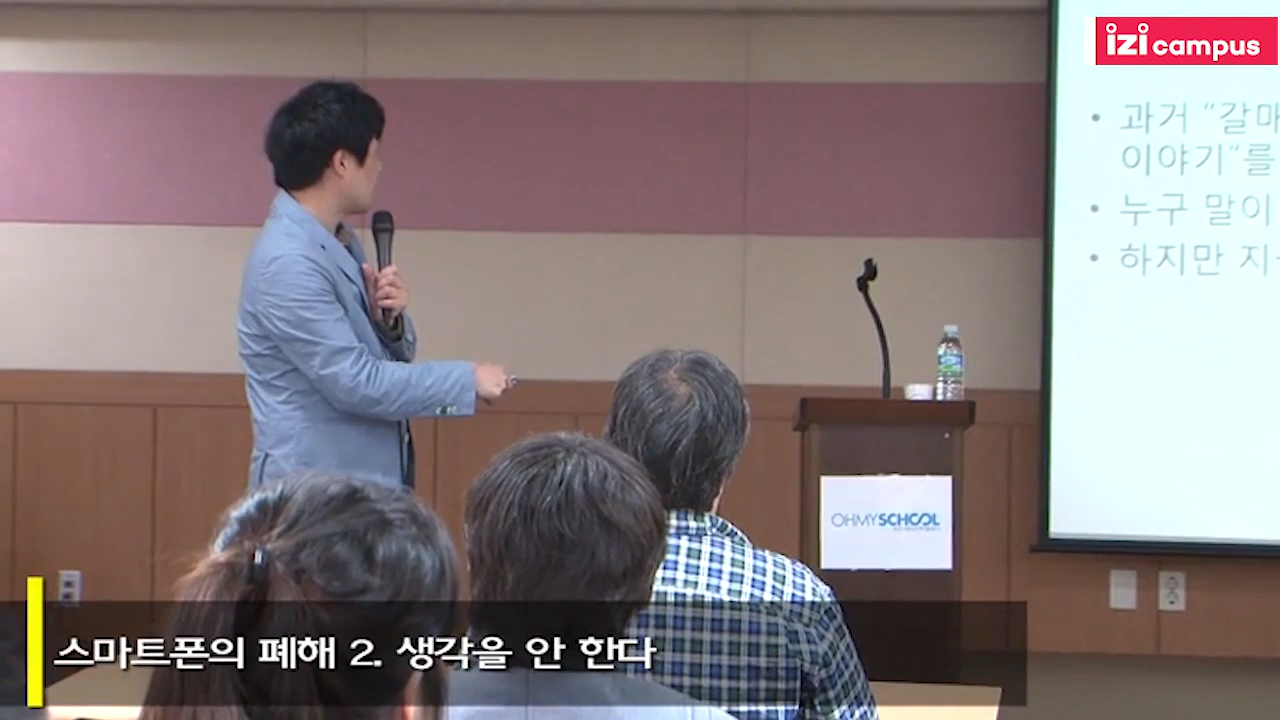 izi campus
• 과거 "갈매
이야기"를
• 누구 말이
• 하지만 지
OHMYSCHOOL
스마트폰의 폐해 2. 생각을 안 한다